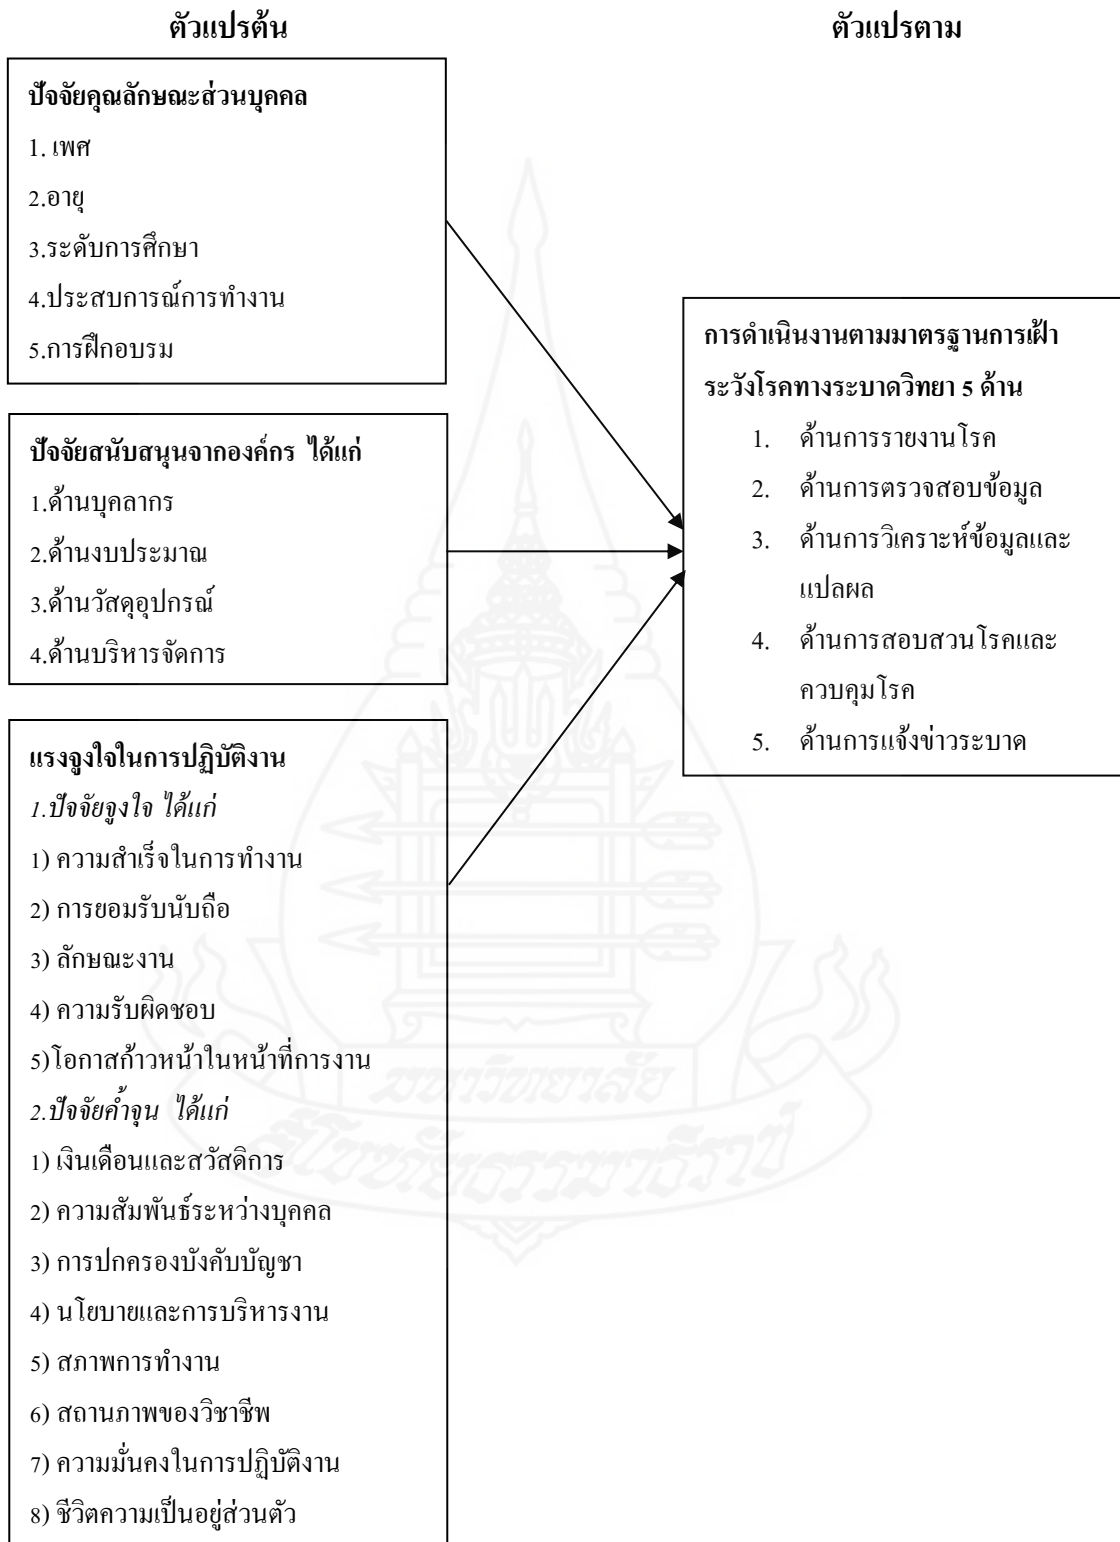 ตัวแปรต้น
ตัวแปรตาม
ปัจจัยคุณลักษณะส่วนบุคคล
1. เพศ
2.อายุ
3.ระดับการศึกษา
4.ประสบการณ์การทำงาน
5.การฝึกอบรม
ปัจจัยสนับสนุนจากองค์กร ได้แก่
1.ด้านบุคลากร
2.ด้านงบประมาณ
3.ด้านวัสดุอุปกรณ์
4.ด้านบริหารจัดการ
แรงจูงใจในการปฏิบัติงาน
1.ปัจจัยจูงใจ ได้แก่
1) ความสำเร็จในการทำงาน
2) การยอมรับนับถือ
3) ลักษณะงาน
4) ความรับผิดชอบ
5)โอกาสก้าวหน้าในหน้าที่การงาน
2.ปัจจัยค้ำจุน ได้แก่
1) เงินเดือนและสวัสดิการ
2) ความสัมพันธ์ระหว่างบุคคล
3) การปกครองบังคับบัญชา
4) นโยบายและการบริหารงาน
5) สภาพการทำงาน
6) สถานภาพของวิชาชีพ
7) ความมั่นคงในการปฏิบัติงาน
8) ชีวิตความเป็นอยู่ส่วนตัว
การดำเนินงานตามมาตรฐานการเฝ้า
ระวังโรคทางระบาดวิทยา 5 ด้าน
1. ด้านการรายงานโรค
2. ด้านการตรวจสอบข้อมูล
3. ด้านการวิเคราะห์ข้อมูลและ
แปลผล
4. ด้านการสอบสวนโรคและ
ควบคุมโรค
5. ด้านการแจ้งข่าวระบาด
มหาวิทยาลัย
สุโขทัยธรรมาธิราช